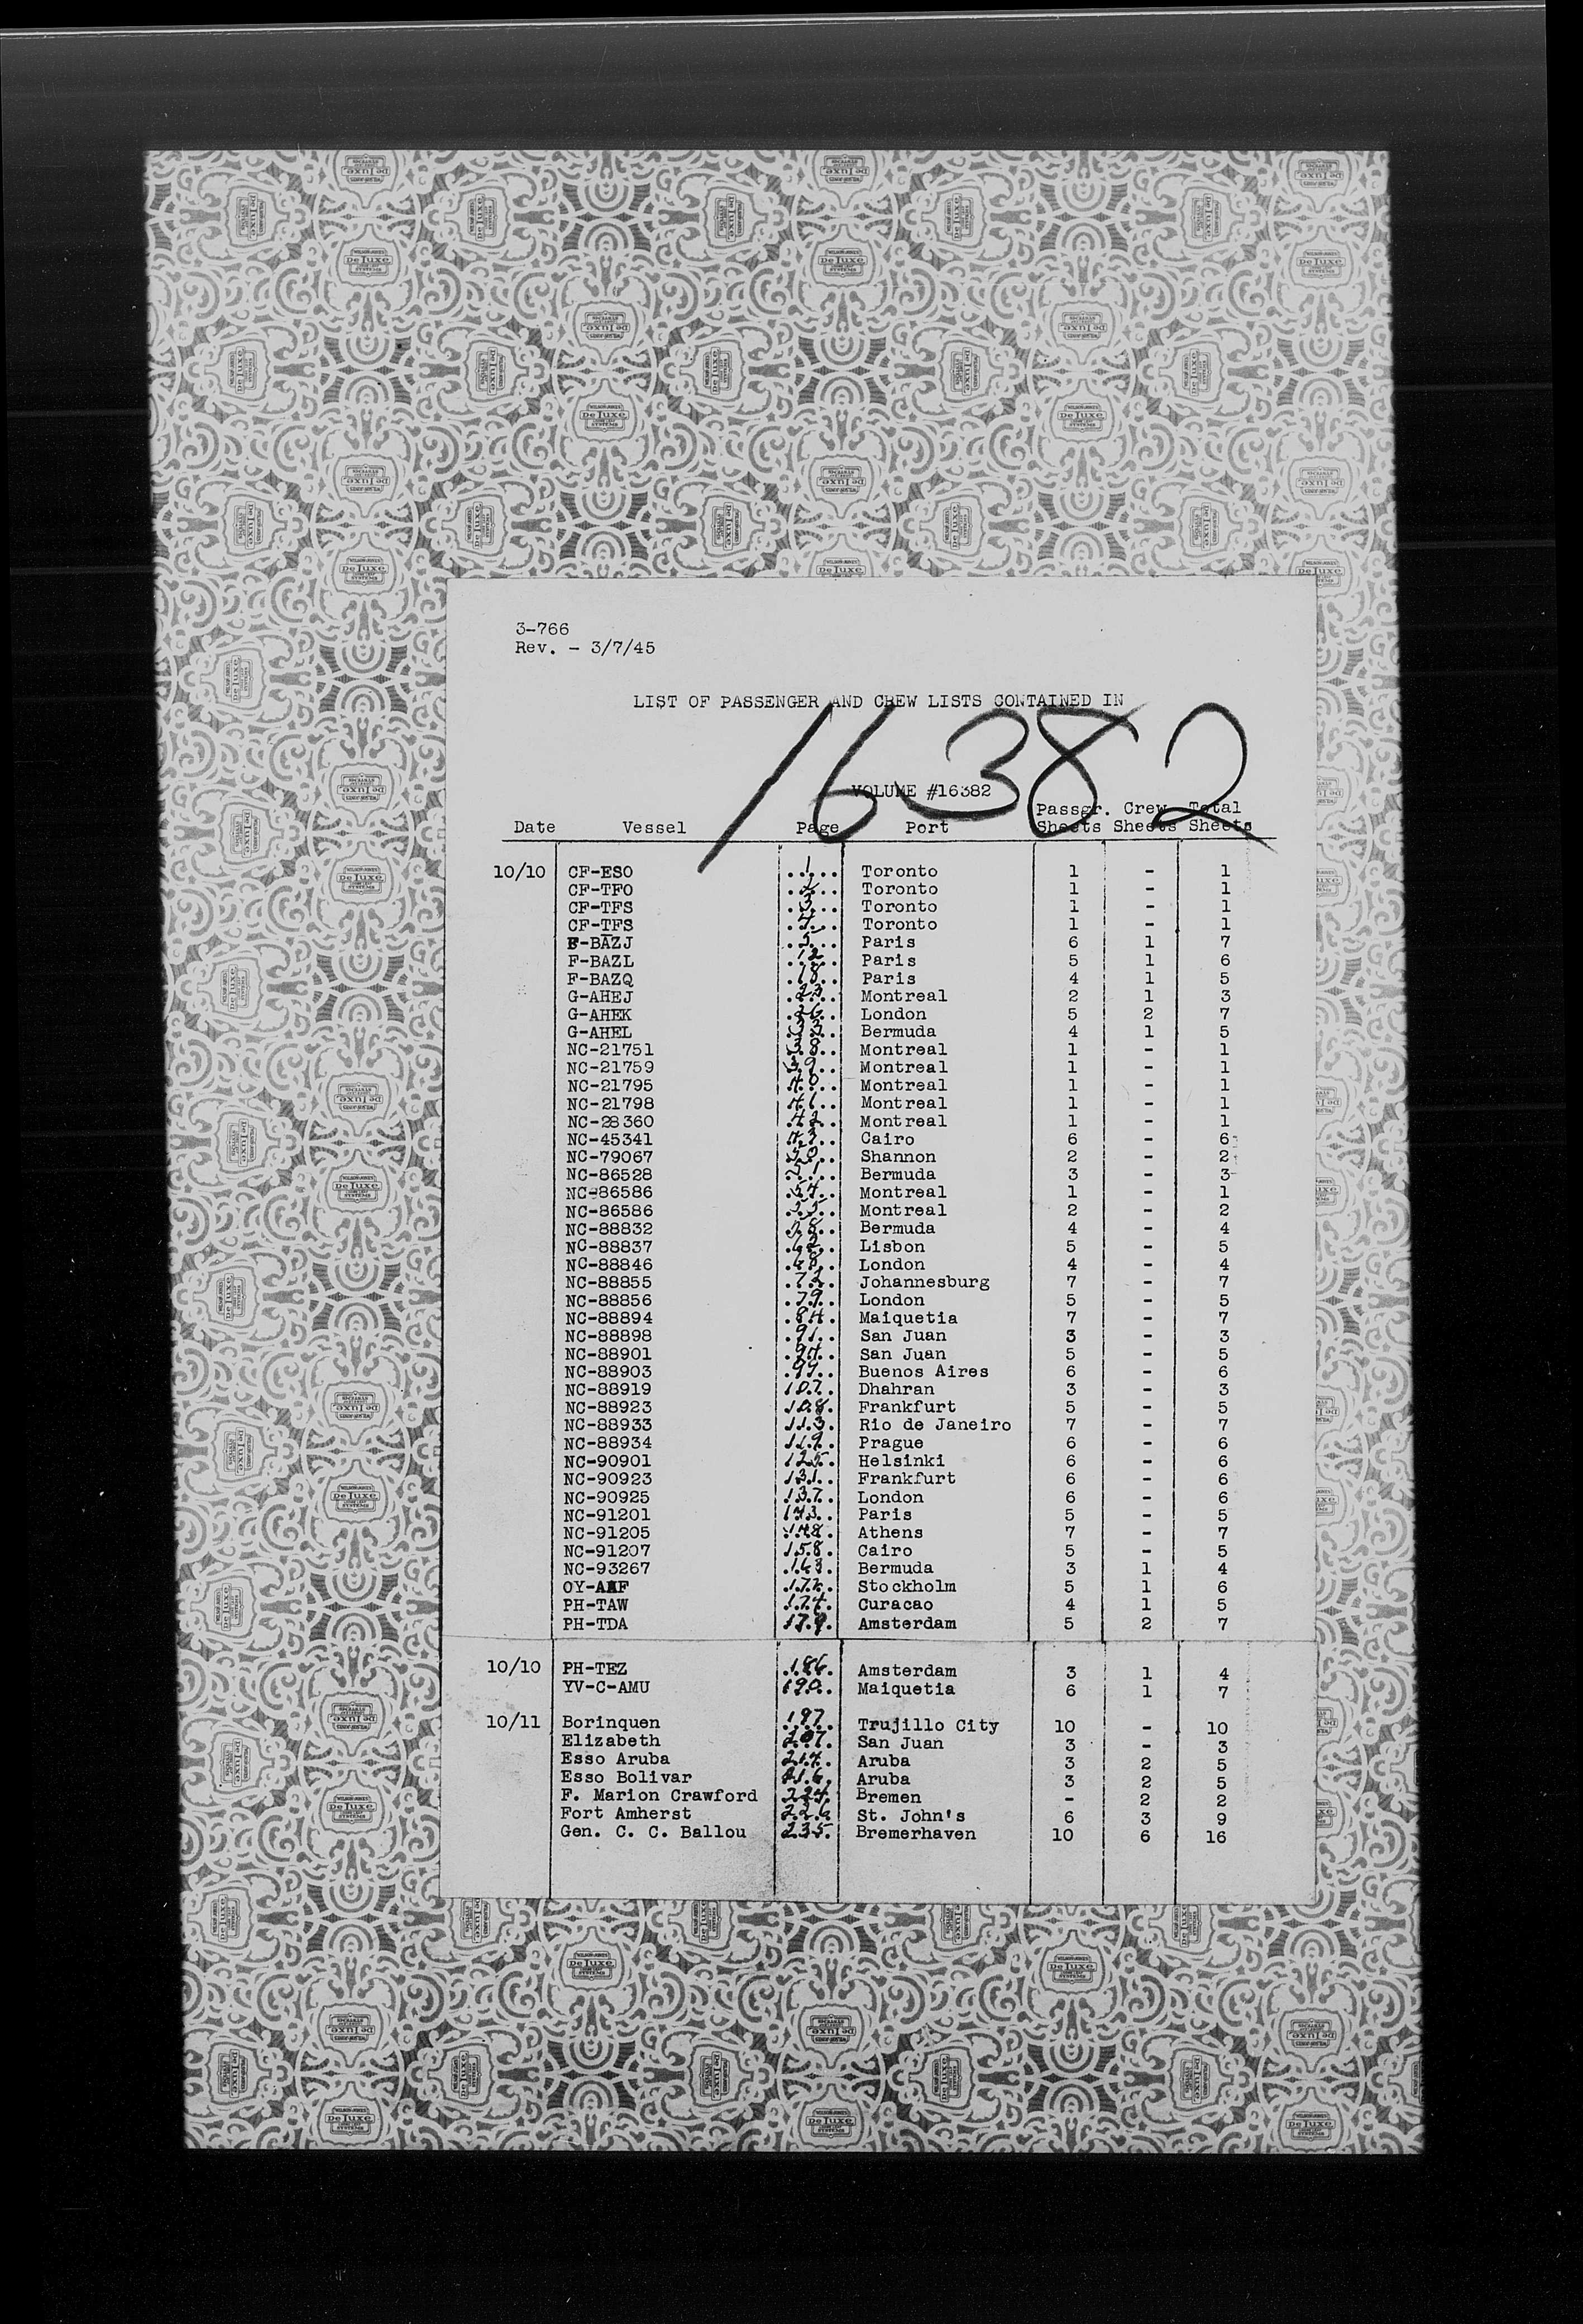 3-766
Rev. - 3/7/45
LIST OF PASSENGER AND CREW LISTS CONTAINED IN
16382
VOLUME #16382
Passgr. Crew Total
Date Vessel Page Port Sheets Sheets Sheets
10/10 CF-ESO 1 Toronto 1 - 1
CF-TFO 2 Toronto 1 - 1
CF-TFS 3 Toronto 1 - 1
CF-TFS 4 Toronto 1 - 1
F-BAZJ 5 Paris 6 1 7
F-BAZL 12 Paris 5 1 6
F-BAZQ 18 Paris 4 1 5
G-AHEJ 23 Montreal 2 1 3
G-AHEK 26 London 5 2 7
G-AHEL 33 Bermuda 4 1 5
NC-21751 38 Montreal 1 - 1
NC-21759 39 Montreal 1 - 1
NC-21795 40 Montreal 1 - 1
NC-21798 41 Montreal 1 - 1
NC-28360 42 Montreal 1 - 1
NC-45341 43 Cairo 6 - 6
NC-79067 50 Shannon 2 - 2
NC-86528 51 Bermuda 3 - 3
NC-86586 54 Montreal 1 - 1
NC-86586 55 Montreal 2 - 2
NC-88832 58 Bermuda 4 - 4
NC-88837 62 Lisbon 5 - 5
NC-88846 68 London 4 - 4
NC-88855 72 Johannesburg 7 - 7
NC-88856 79 London 5 - 5
NC-88894 84 Maiquetia 7 - 7
NC-88898 91 San Juan 3 - 3
NC-88901 94 San Juan 5 - 5
NC-88903 99 Buenos Aires 6 - 6
NC-88919 107 Dhahran 3 - 3
NC-88923 108 Frankfurt 5 - 5
NC-88933 113 Rio de Janeiro 7 - 7
NC-88934 119 Prague 6 - 6
NC-90901 125 Helsinki 6 - 6
NC-90923 131 Frankfurt 6 - 6
NC-90925 137 London 6 - 6
NC-91201 143 Paris 5 - 5
NC-91205 148 Athens 7 - 7
NC-91207 158 Cairo 5 - 5
NC-93267 163 Bermuda 3 1 4
OY-AAF Stockholm 5 1 6
PH-TAW 174 Curacao 4 1 5
PH-TDA 179 Amsterdam 5 2 7
10/10 PH-TEZ 186 Amsterdam 3 1 4
YV-C-AMU 190 Maiquetia 6 1 7
10/11 Borinquen 197 Trujillo City 10 - 10
Elizabeth 207 San Juan 3 - 3
Esso Aruba 214 Aruba 3 2 5
Esso Bolivar 216 Aruba 3 2 5
F. Marion Crawford 224 Bremen - 2 2
Fort Amherst 226 St. John's 6 3 9
Gen. C. C. Ballou 235 Bremerhaven 10 6 16
WILSON-JONES
De Luxe
SYSTEMS